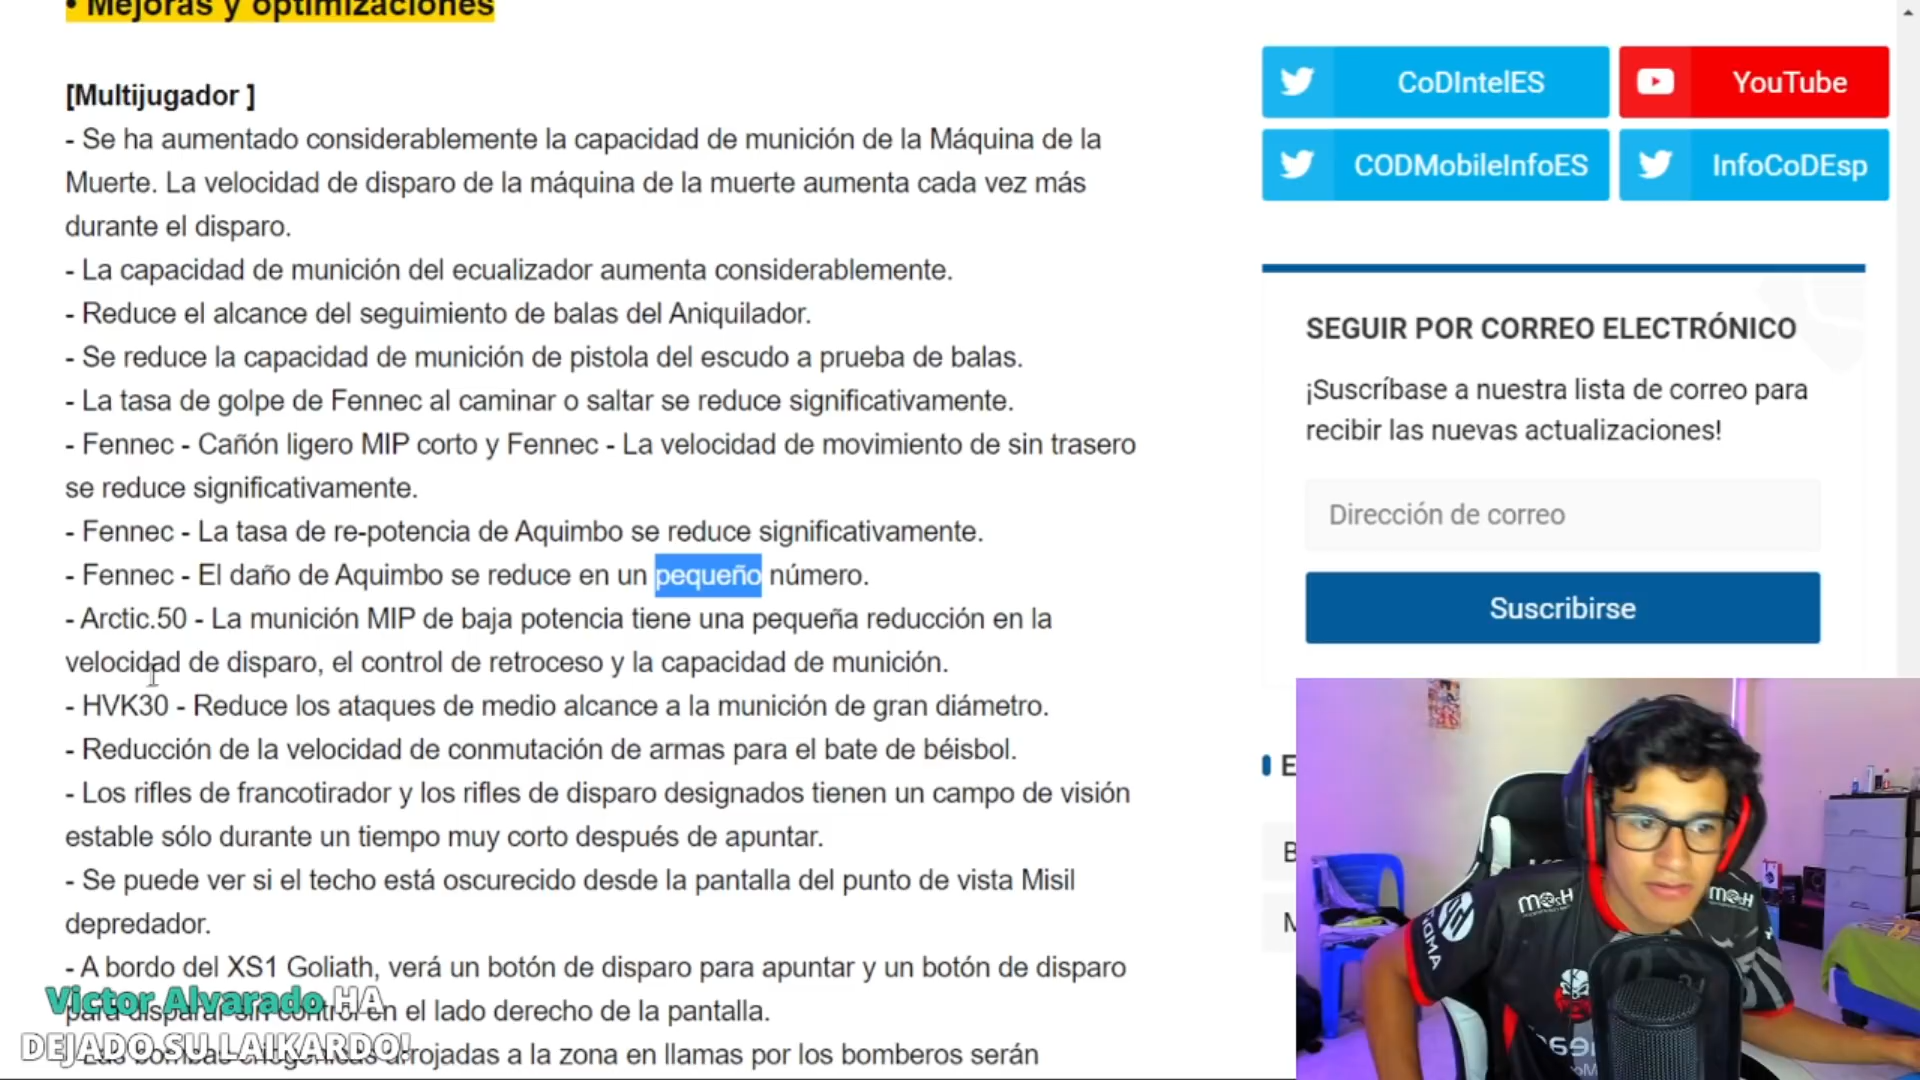 • Mejoras y optimizaciones
[Multijugador ]
- Se ha aumentado considerablemente la capacidad de munición de la Máquina de la
Muerte. La velocidad de disparo de la máquina de la muerte aumenta cada vez más
durante el disparo.
- La capacidad de munición del ecualizador aumenta considerablemente.
- Reduce el alcance del seguimiento de balas del Aniquilador.
- Se reduce la capacidad de munición de pistola del escudo a prueba de balas.
- La tasa de golpe de Fennec al caminar o saltar se reduce significativamente.
- Fennec - Cañón ligero MIP corto y Fennec - La velocidad de movimiento de sin trasero
se reduce significativamente.
- Fennec - La tasa de re-potencia de Aquimbo se reduce significativamente.
- Fennec - El daño de Aquimbo se reduce en un pequeño número.
- Arctic.50 - La munición MIP de baja potencia tiene una pequeña reducción en la
velocidad de disparo, el control de retroceso y la capacidad de munición.
- HVK30 - Reduce los ataques de medio alcance a la munición de gran diámetro.
- Reducción de la velocidad de conmutación de armas para el bate de béisbol.
- Los rifles de francotirador y los rifles de disparo designados tienen un campo de visión
estable sólo durante un tiempo muy corto después de apuntar.
- Se puede ver si el techo está oscurecido desde la pantalla del punto de vista Misil
depredador.
- A bordo del XS1 Goliath, verá un botón de disparo para apuntar y un botón de disparo
para disparar sin control en el lado derecho de la pantalla.
- Las bombas criogénicas arrojadas a la zona en llamas por los bomberos serán
Victor Alvarado HA
DEJADO SU LAIKARDO!
CoDIntelES
YouTube
CODMobileInfoES
InfoCoDEsp
SEGUIR POR CORREO ELECTRÓNICO
¡Suscríbase a nuestra lista de correo para
recibir las nuevas actualizaciones!
Dirección de correo
Suscribirse
E